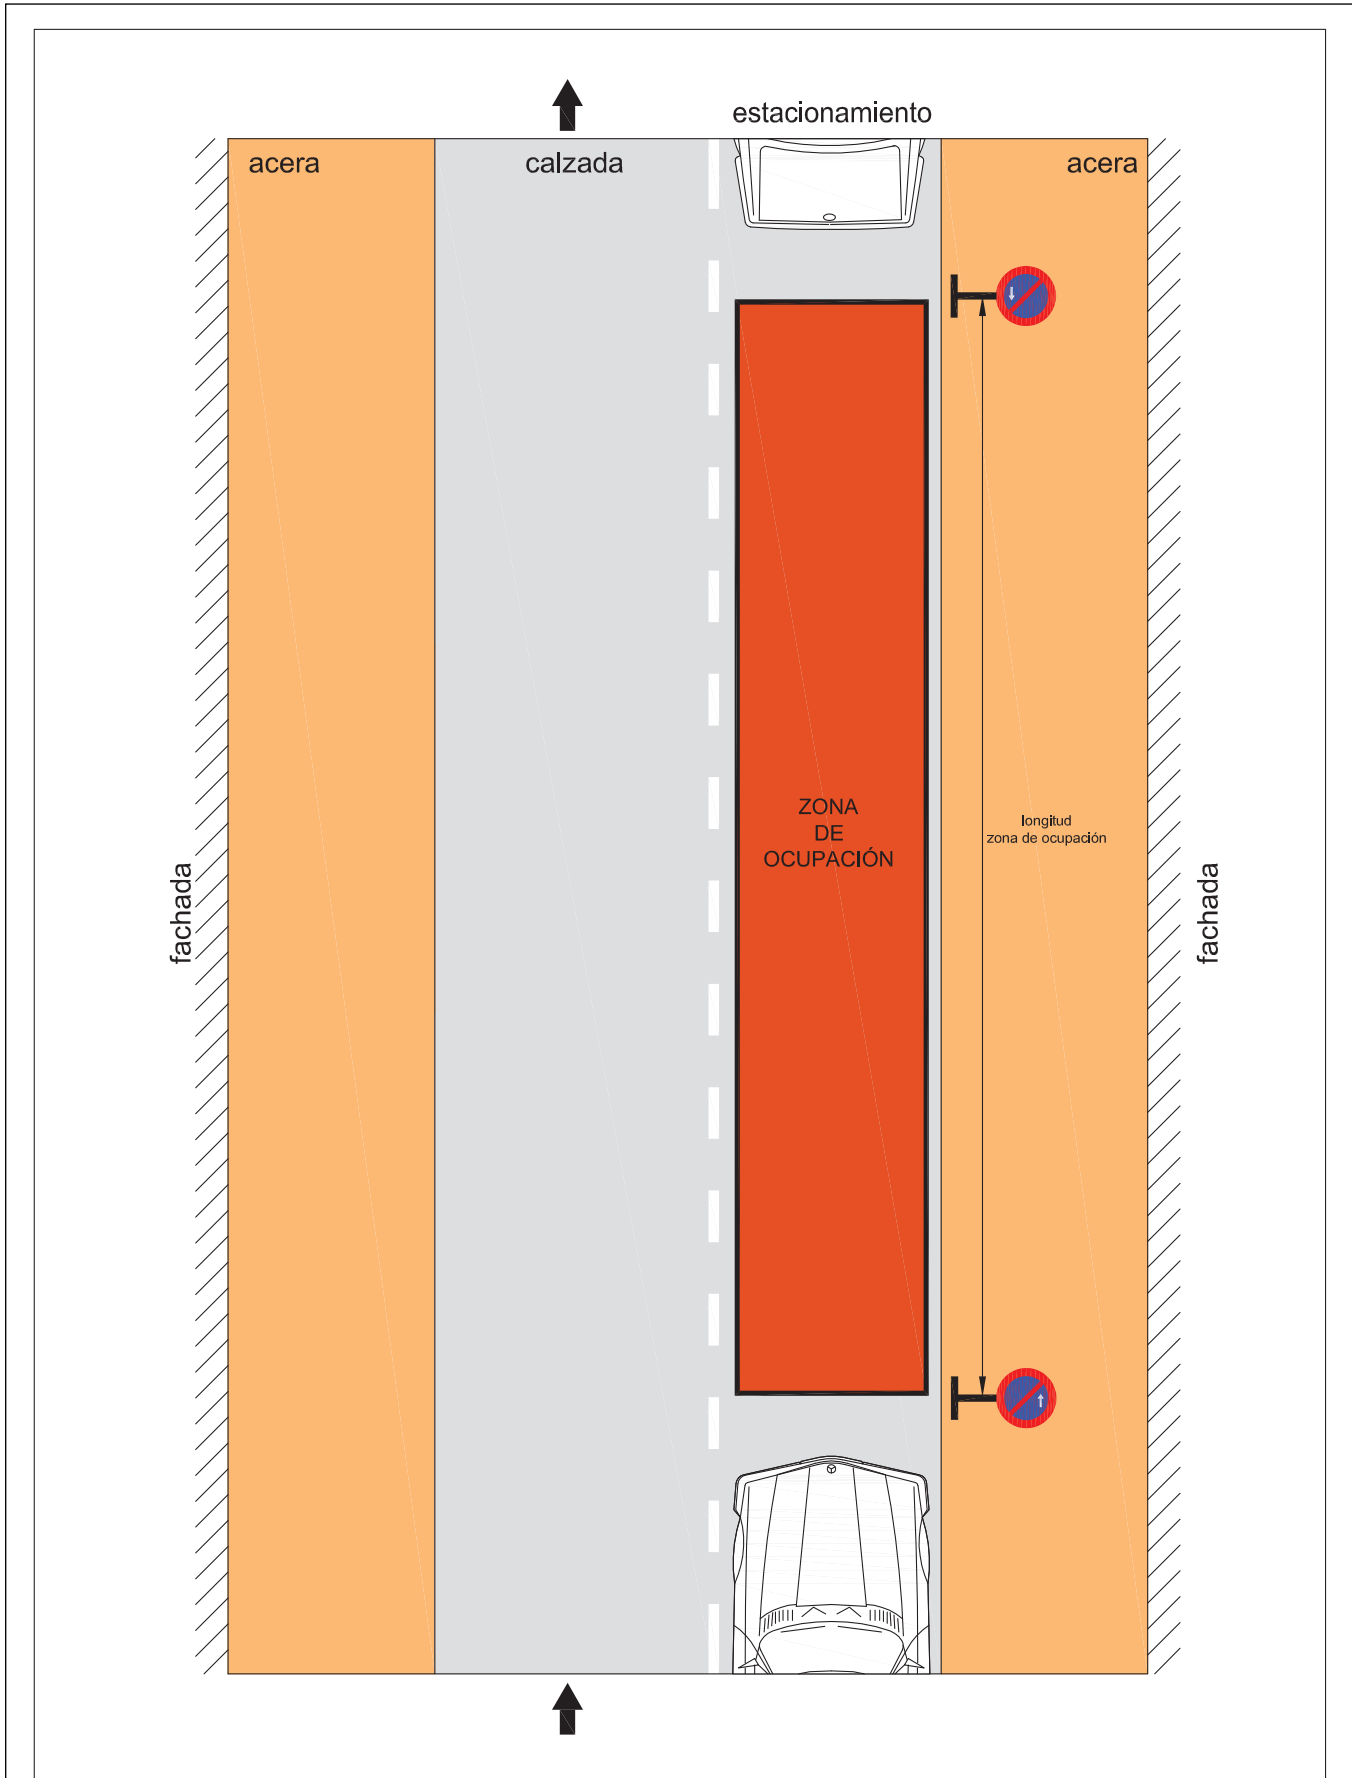 estacionamiento
acera
calzada
acera
ZONA
DE
OCUPACIÓN
longitud
zona de ocupación
fachada
fachada